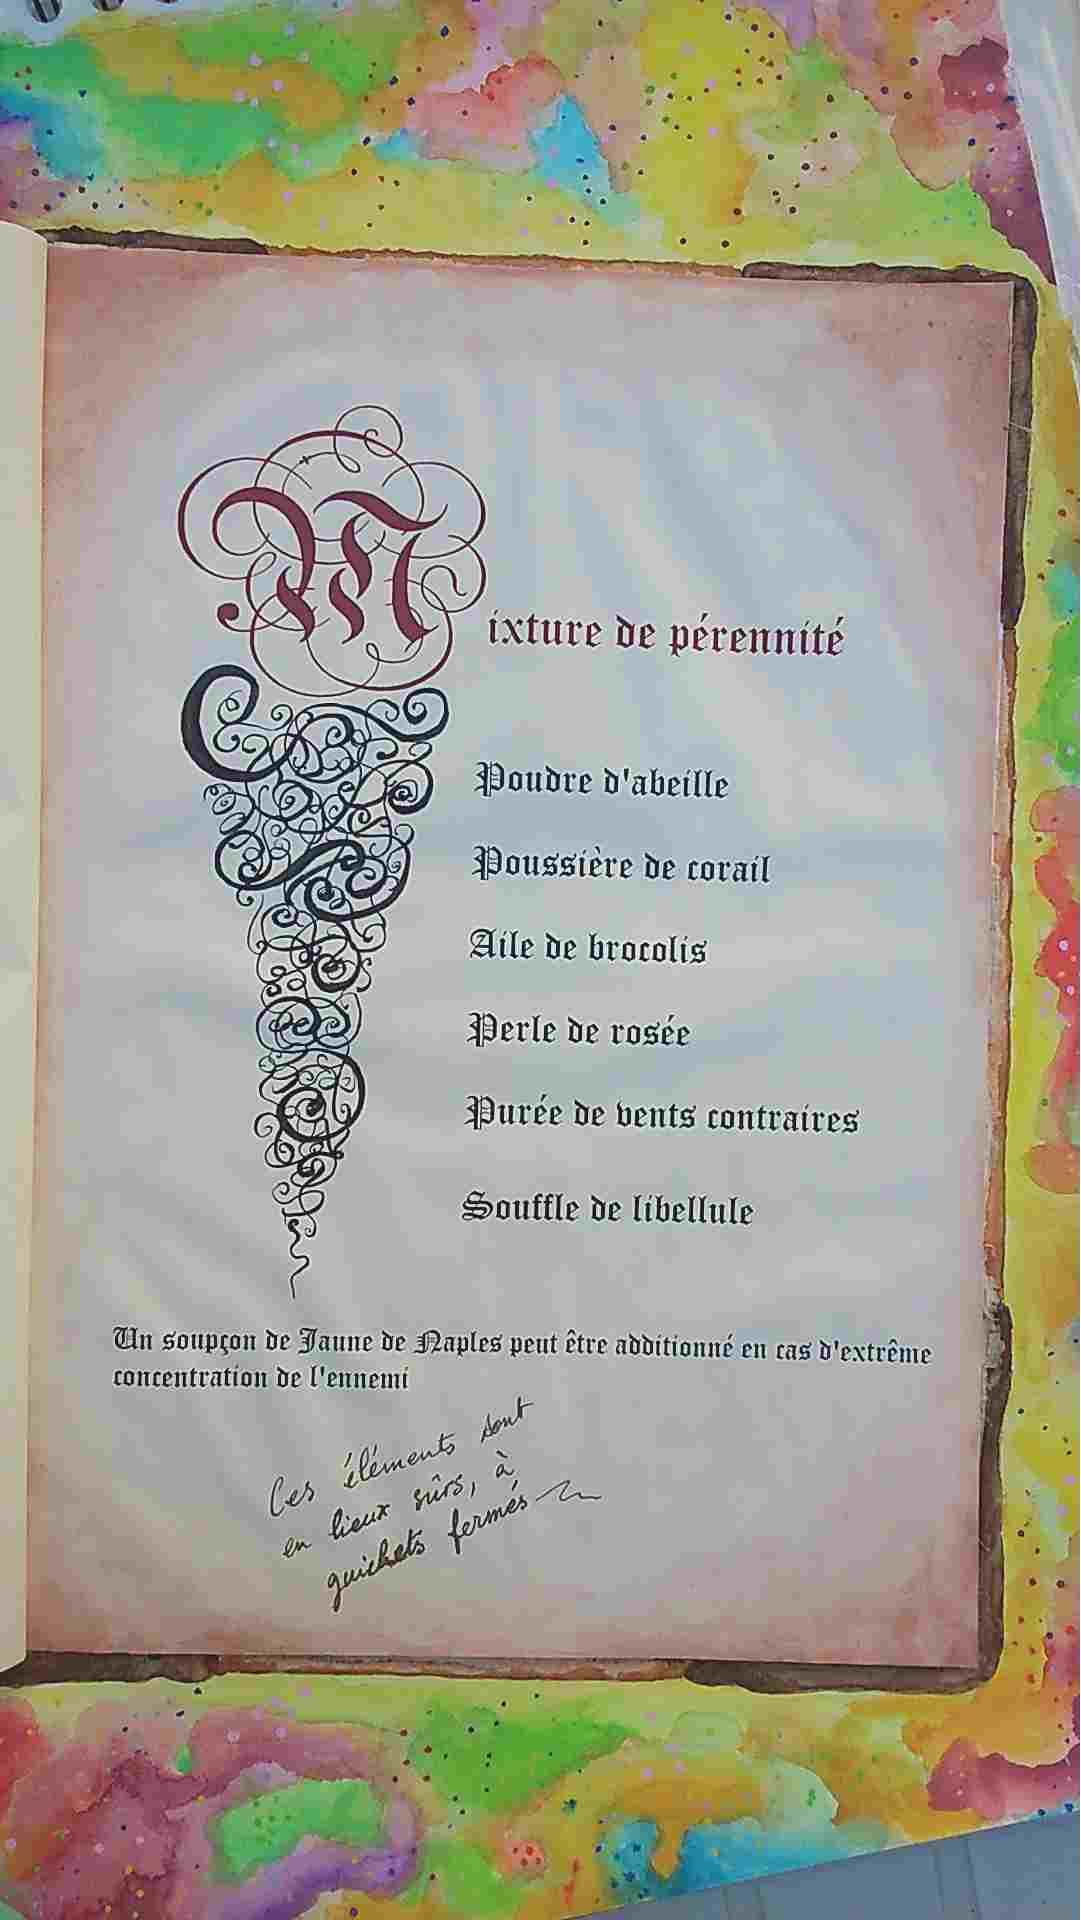 Mixture de pérennité
Poudre d'abeille
Poussière de corail
Aile de brocolis
Perle de rosée
Purée de vents contraires
Souffle de libellule
Un soupçon de Jaune de Naples peut être additionné en cas d'extrême
concentration de l'ennemi
Ces éléments sont
en lieux sûrs, à
guichets fermés